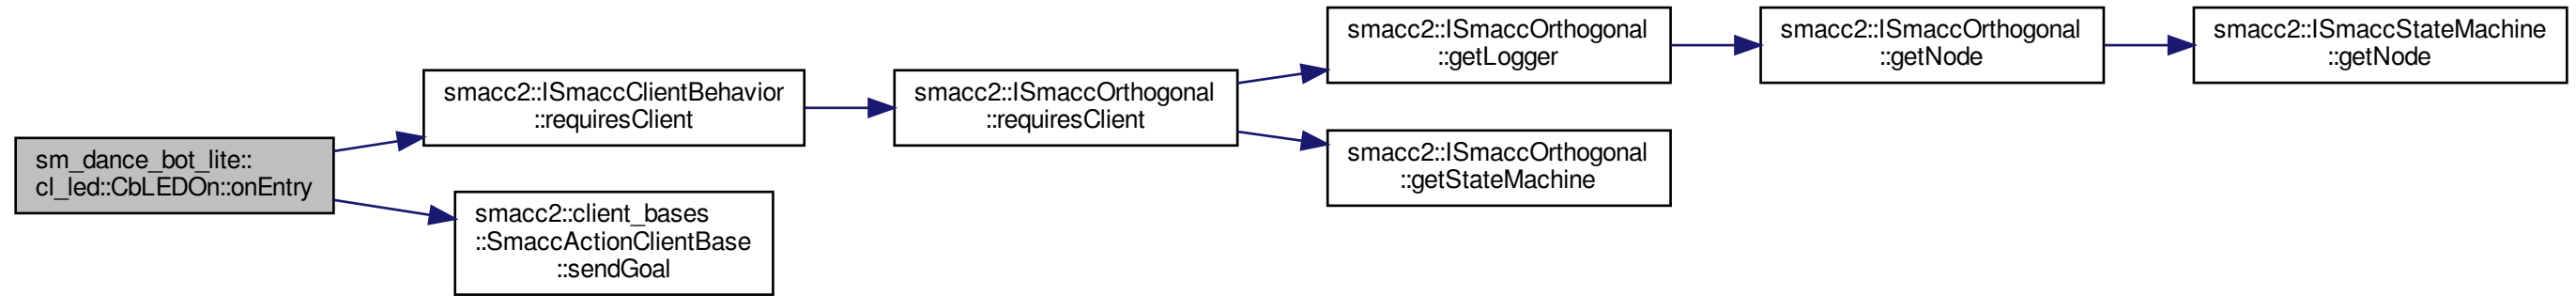 sm_dance_bot_lite::
cl_led::CbLEDOn::onEntry
smacc2::ISmaccClientBehavior
::requiresClient
smacc2::ISmaccOrthogonal
::requiresClient
smacc2::ISmaccOrthogonal
::getLogger
smacc2::ISmaccOrthogonal
::getNode
smacc2::ISmaccStateMachine
::getNode
smacc2::ISmaccOrthogonal
::getStateMachine
smacc2::client_bases
::SmaccActionClientBase
::sendGoal